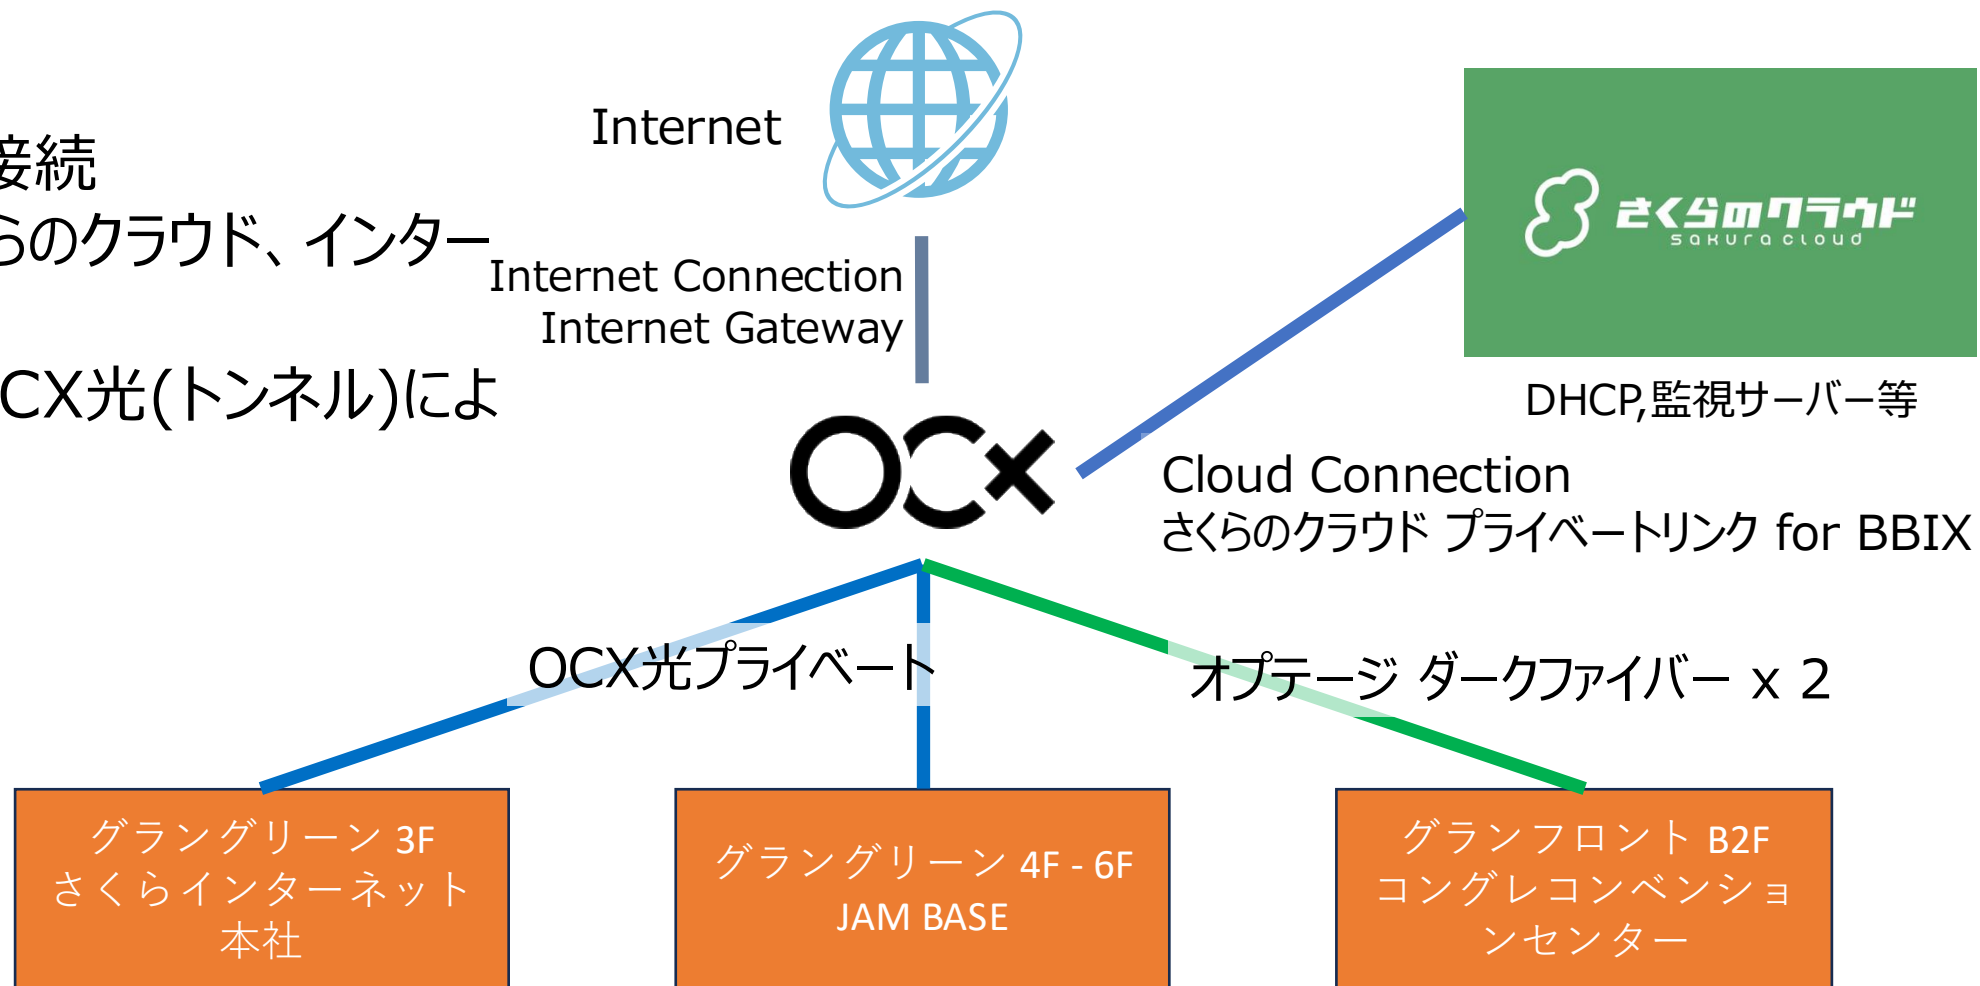 Internet
接続
らのクラウド、インター
Internet Connection
Internet Gateway
CX光(トンネル)によ
OCX
さくらのクラウド
sakura cloud
DHCP,監視サーバー等
Cloud Connection
さくらのクラウド プライベートリンク for BBIX
OCX光プライベート
オプテージ ダークファイバー x 2
グラングリーン 3F
さくらインターネット
本社
グラングリーン 4F - 6F
JAM BASE
グランフロント B2F
コングレコンベンショ
ンセンター